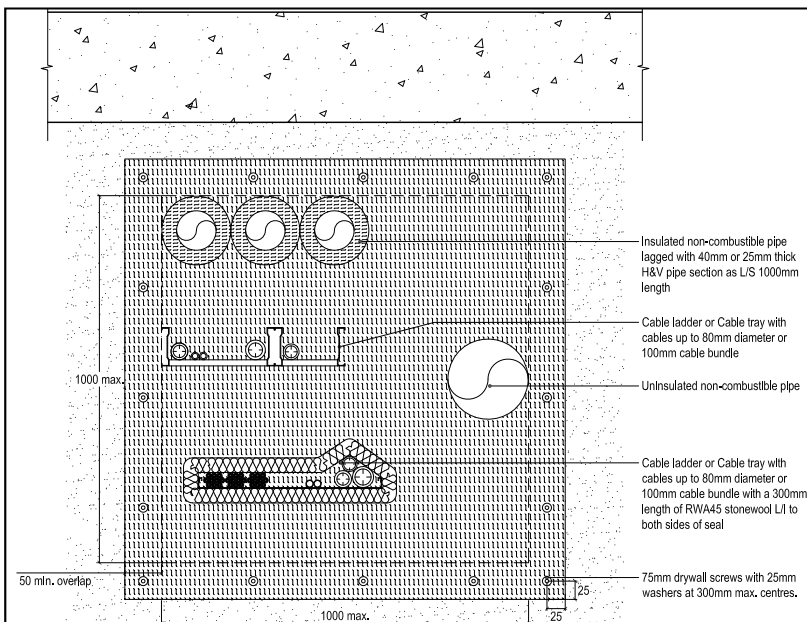 Insulated non-combustible pipe
lagged with 40mm or 25mm thick
H&V pipe section as L/S 1000mm
length
Cable ladder or Cable tray with
cables up to 80mm diameter or
100mm cable bundle
1000 max.
Uninsulated non-combustible pipe
Cable ladder or Cable tray with
cables up to 80mm diameter or
100mm cable bundle with a 300mm
length of RWA45 stonewool L/I to
both sides of seal
50 min. overlap
75mm drywall screws with 25mm
washers at 300mm max. centres.
25
1000 max.
25